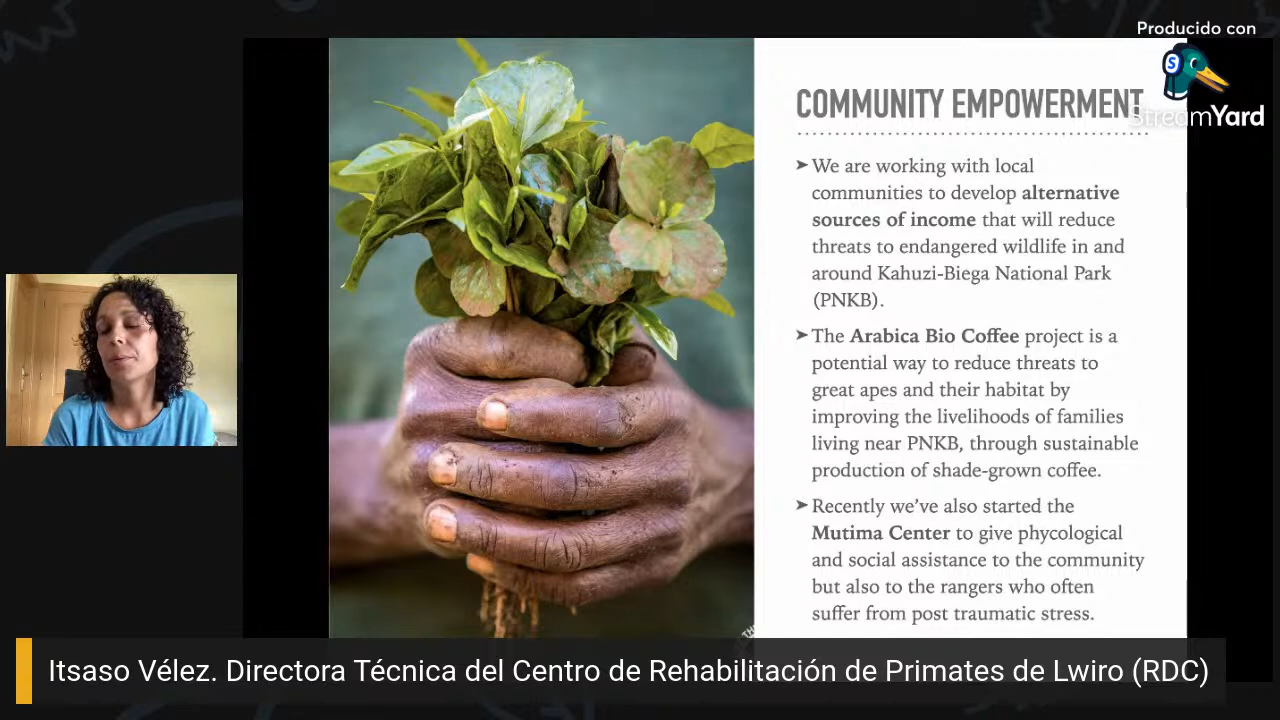 Producido con
StreamYard
COMMUNITY EMPOWERMENT
➤ We are working with local
communities to develop alternative
sources of income that will reduce
threats to endangered wildlife in and
around Kahuzi-Biega National Park
(PNKB).
➤ The Arabica Bio Coffee project is a
potential way to reduce threats to
great apes and their habitat by
improving the livelihoods of families
living near PNKB, through sustainable
production of shade-grown coffee.
➤ Recently we've also started the
Mutima Center to give phycological
and social assistance to the community
but also to the rangers who often
suffer from post traumatic stress.
Itsaso Vélez. Directora Técnica del Centro de Rehabilitación de Primates de Lwiro (RDC)